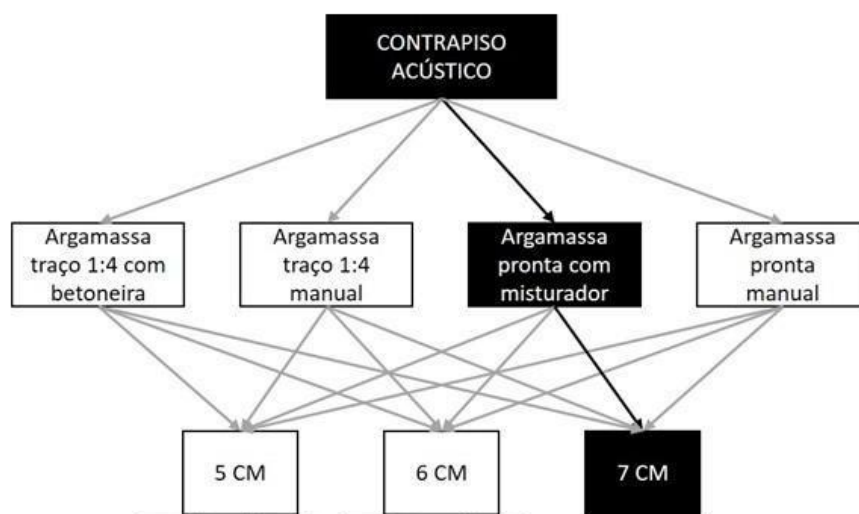 CONTRAPISO
ACÚSTICO
Argamassa
traço 1:4 com
betoneira
Argamassa
traço 1:4
manual
Argamassa
pronta com
misturador
Argamassa
pronta
manual
5 CM
6 CM
7 CM